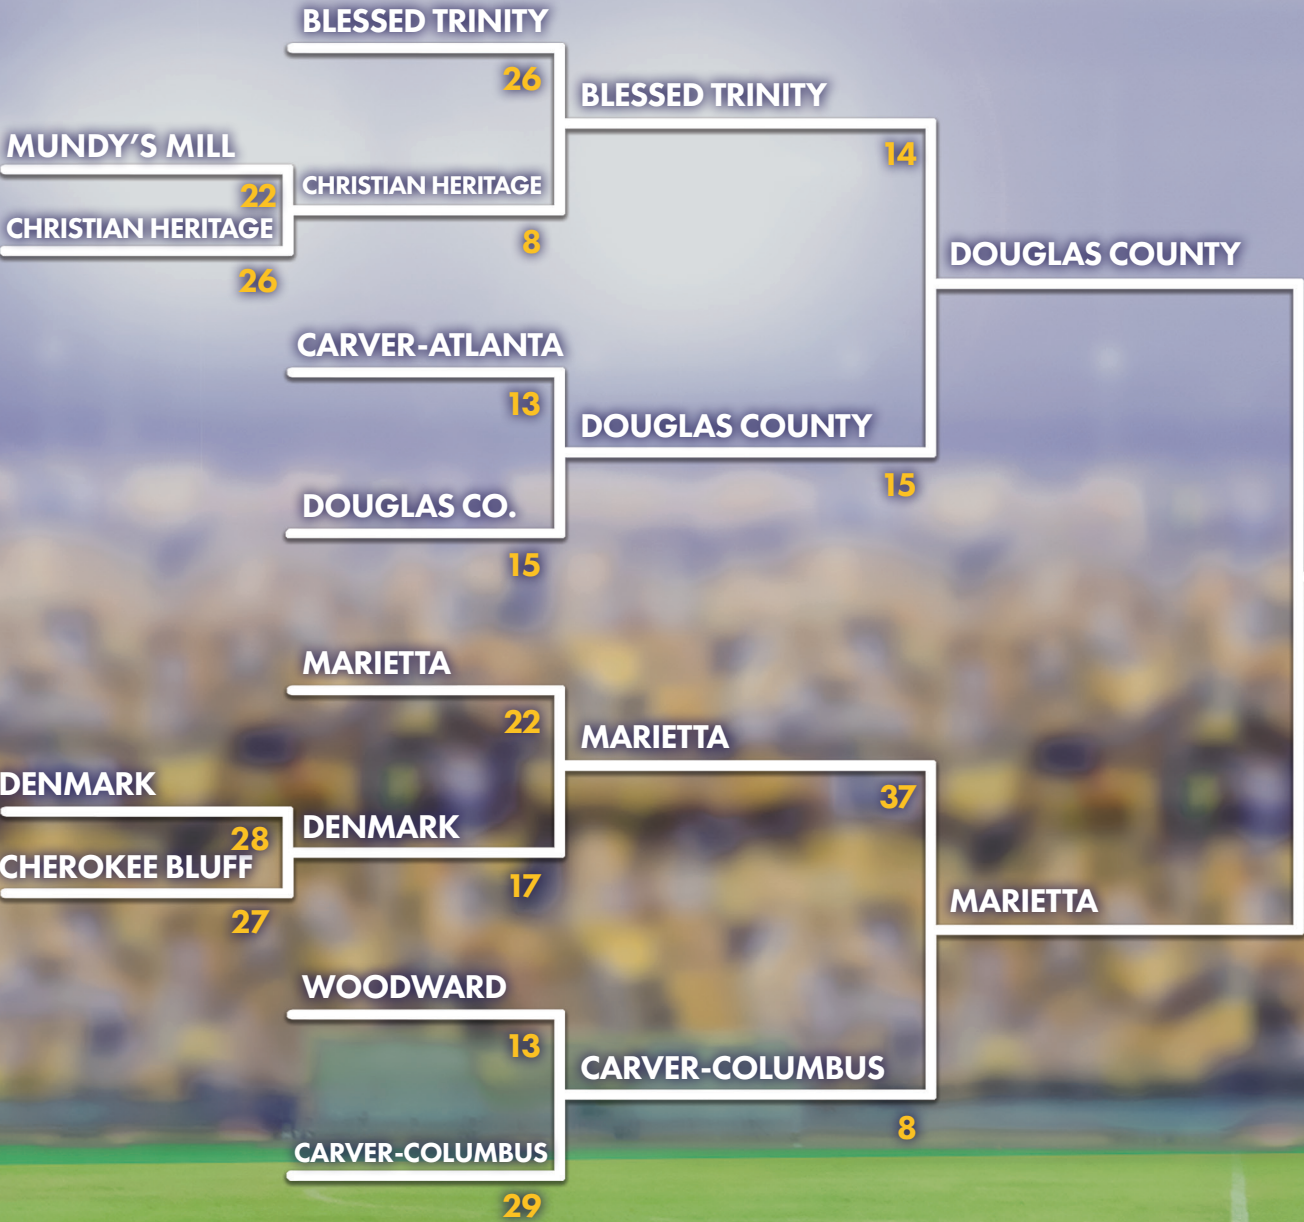 BLESSED TRINITY
26
BLESSED TRINITY
14
MUNDY’S MILL
22
CHRISTIAN HERITAGE
CHRISTIAN HERITAGE
26
8
DOUGLAS COUNTY
CARVER-ATLANTA
13
DOUGLAS COUNTY
15
DOUGLAS CO.
15
MARIETTA
22
MARIETTA
37
DENMARK
28
DENMARK
CHEROKEE BLUFF
17
27
MARIETTA
WOODWARD
13
CARVER-COLUMBUS
8
CARVER-COLUMBUS
29